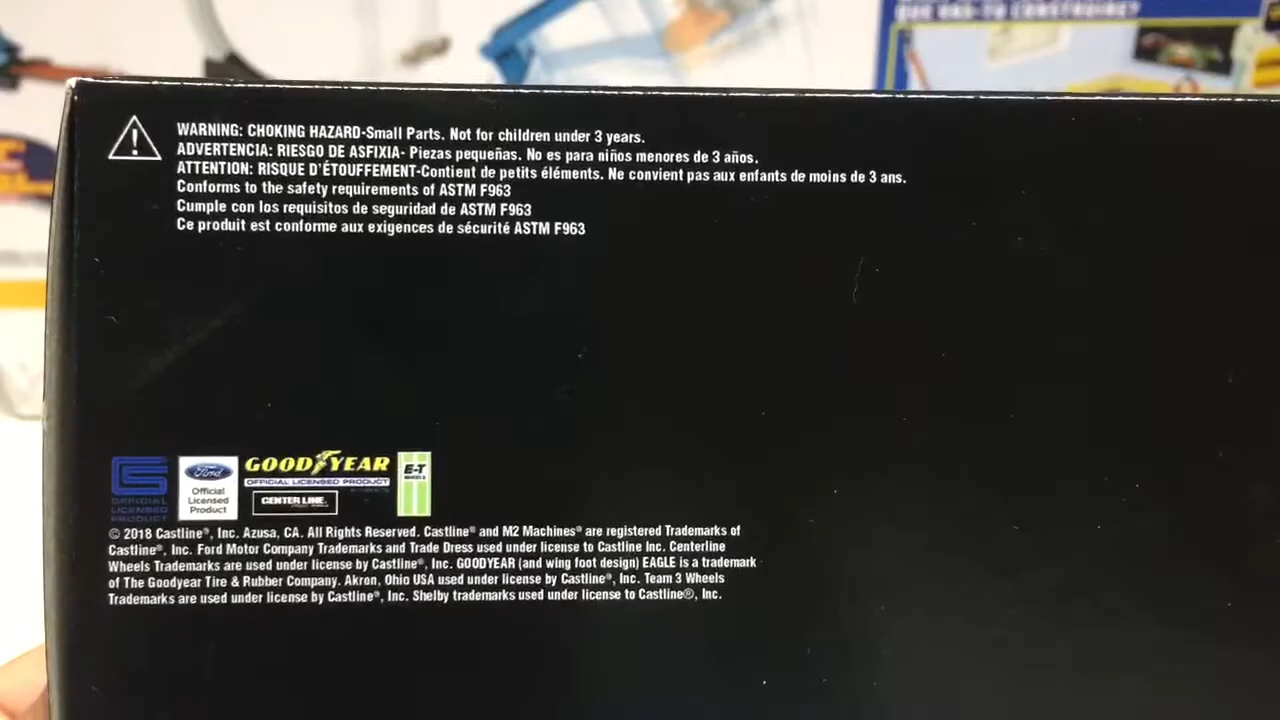 QUE VAS-TU CONSTRUIRE?
WARNING: CHOKING HAZARD-Small Parts. Not for children under 3 years.
ADVERTENCIA: RIESGO DE ASFIXIA- Piezas pequeñas. No es para niños menores de 3 años.
ATTENTION: RISQUE D'ÉTOUFFEMENT-Contient de petits éléments. Ne convient pas aux enfants de moins de 3 ans.
Conforms to the safety requirements of ASTM F963
Cumple con los requisitos de seguridad de ASTM F963
Ce produit est conforme aux exigences de sécurité ASTM F963
OFFICIAL
LICENSED
PRODUCT
Ford
Official
Licensed
Product
GOODYEAR
OFFICIAL LICENSED PRODUCT
CENTER LINE
E-T
WHEELS
© 2018 Castline®, Inc. Azusa, CA. All Rights Reserved. Castline® and M2 Machines® are registered Trademarks of
Castline®, Inc. Ford Motor Company Trademarks and Trade Dress used under license to Castline Inc. Centerline
Wheels Trademarks are used under license by Castline®, Inc. GOODYEAR (and wing foot design) EAGLE is a trademark
of The Goodyear Tire & Rubber Company. Akron, Ohio USA used under license by Castline®, Inc. Team 3 Wheels
Trademarks are used under license by Castline®, Inc. Shelby trademarks used under license to Castline®, Inc.